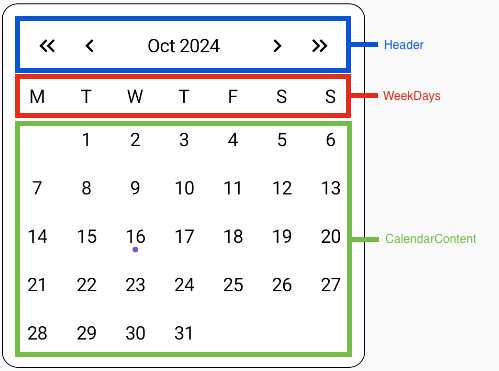 « ‹ Oct 2024 › » Header
M T W T F S S WeekDays
1 2 3 4 5 6
7 8 9 10 11 12 13
14 15 16 17 18 19 20 CalendarContent
21 22 23 24 25 26 27
28 29 30 31